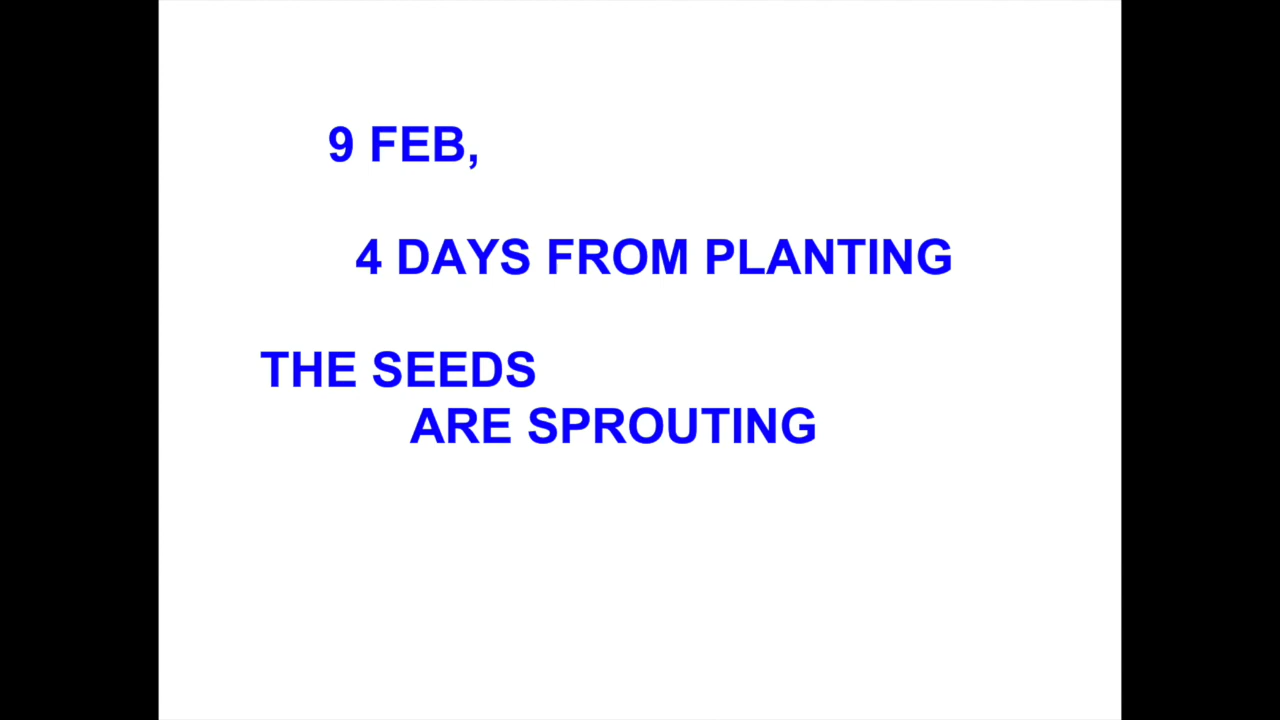 9 FEB,
4 DAYS FROM PLANTING
THE SEEDS
ARE SPROUTING